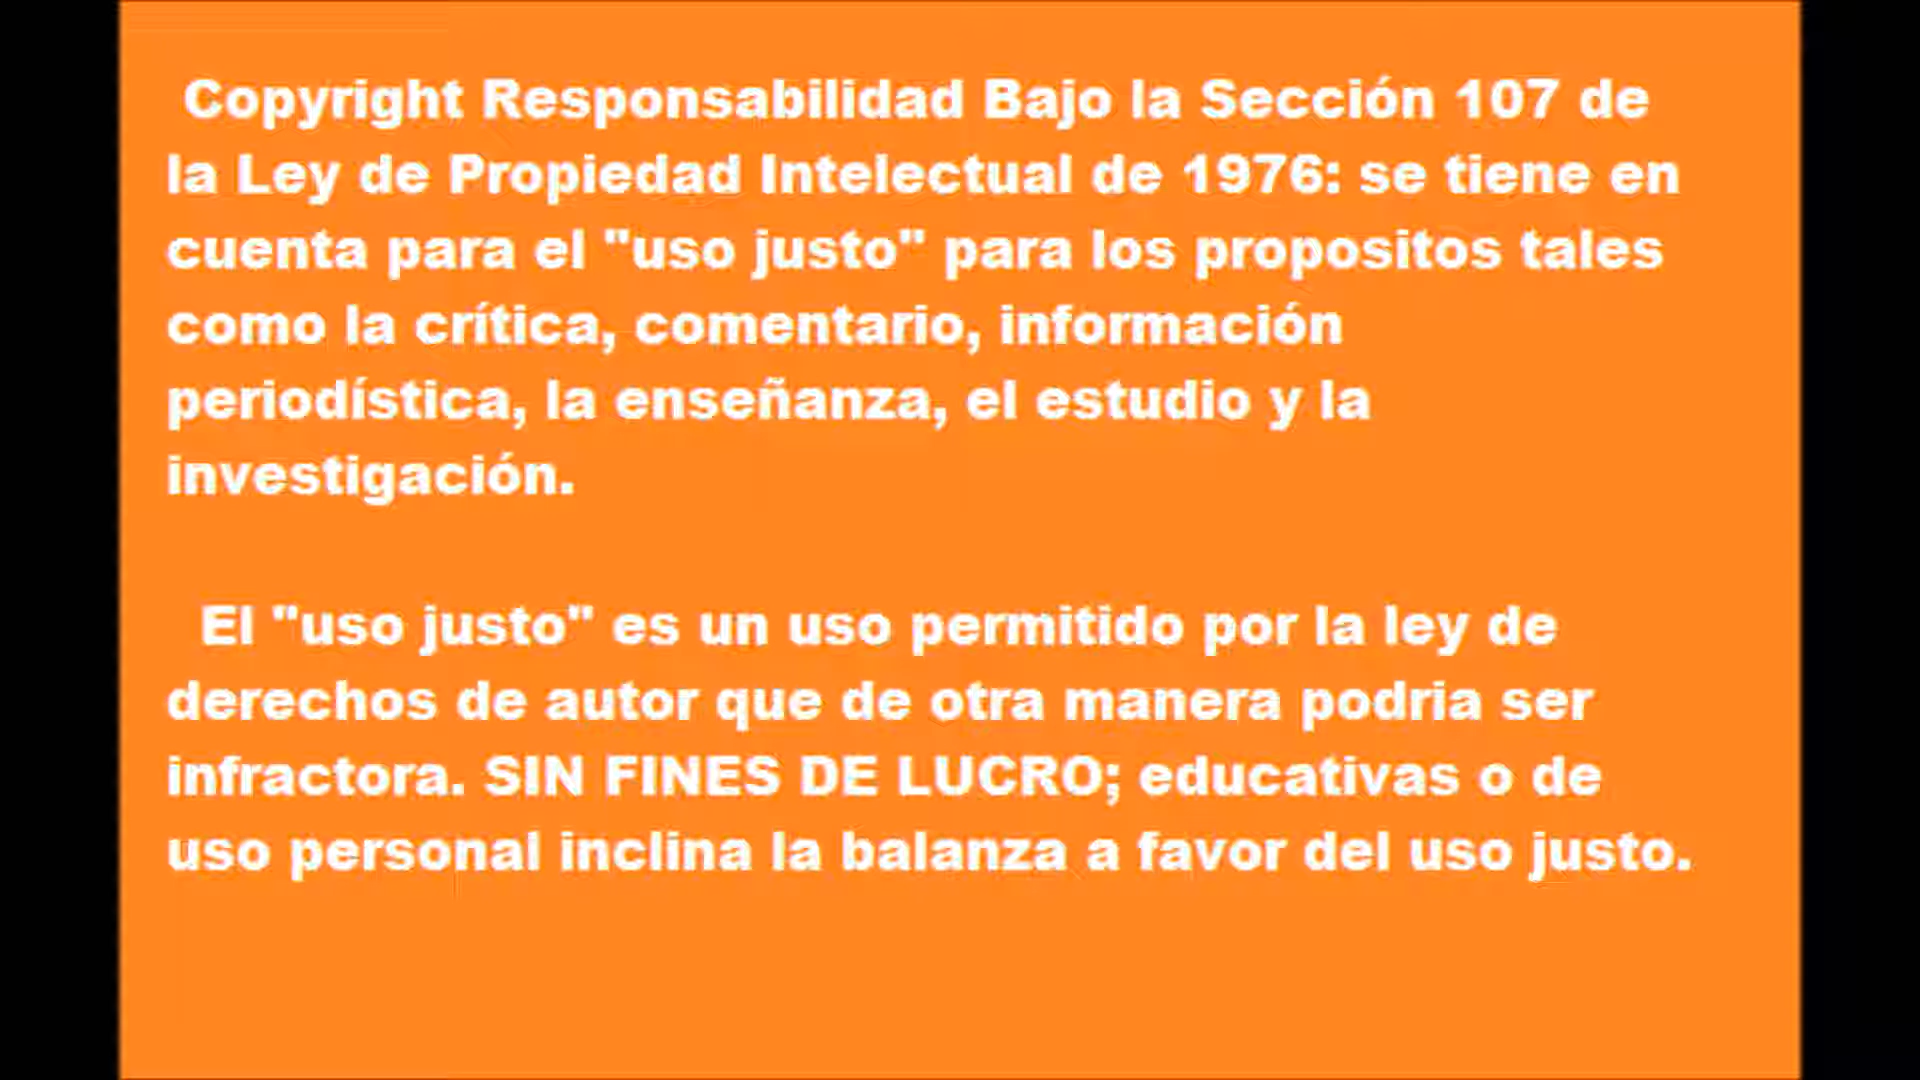 Copyright Responsabilidad Bajo la Sección 107 de
la Ley de Propiedad Intelectual de 1976: se tiene en
cuenta para el "uso justo" para los propositos tales
como la crítica, comentario, información
periodística, la enseñanza, el estudio y la
investigación.
El "uso justo" es un uso permitido por la ley de
derechos de autor que de otra manera podria ser
infractora. SIN FINES DE LUCRO; educativas o de
uso personal inclina la balanza a favor del uso justo.